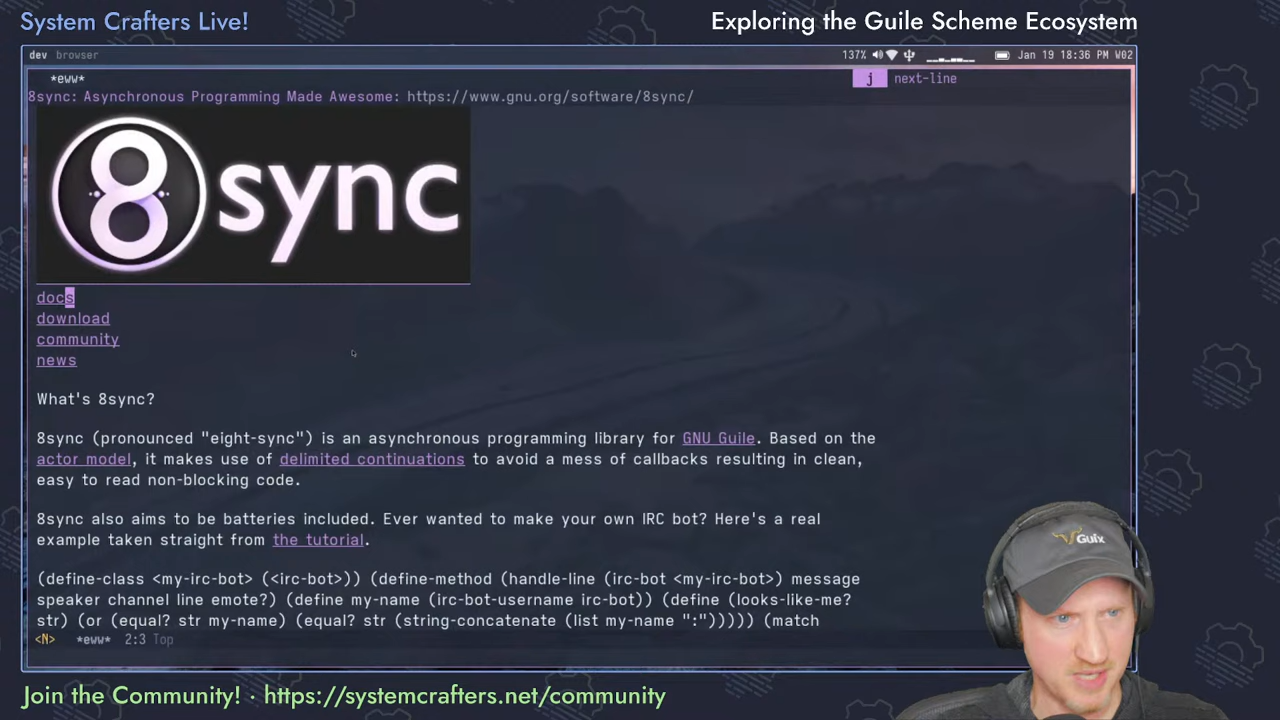 System Crafters Live!
Exploring the Guile Scheme Ecosystem
dev browser
137% Jan 19 18:36 PM W02
*eww*
j next-line
8sync: Asynchronous Programming Made Awesome: https://www.gnu.org/software/8sync/
8sync
docs
download
community
news
What's 8sync?
8sync (pronounced "eight-sync") is an asynchronous programming library for GNU Guile. Based on the
actor model, it makes use of delimited continuations to avoid a mess of callbacks resulting in clean,
easy to read non-blocking code.
8sync also aims to be batteries included. Ever wanted to make your own IRC bot? Here's a real
example taken straight from the tutorial.
(define-class <my-irc-bot> (<irc-bot>)) (define-method (handle-line (irc-bot <my-irc-bot>) message
speaker channel line emote?) (define my-name (irc-bot-username irc-bot)) (define (looks-like-me?
str) (or (equal? str my-name) (equal? str (string-concatenate (list my-name ":"))))) (match
<N> *eww* 2:3 Top
Guix
Join the Community! · https://systemcrafters.net/community